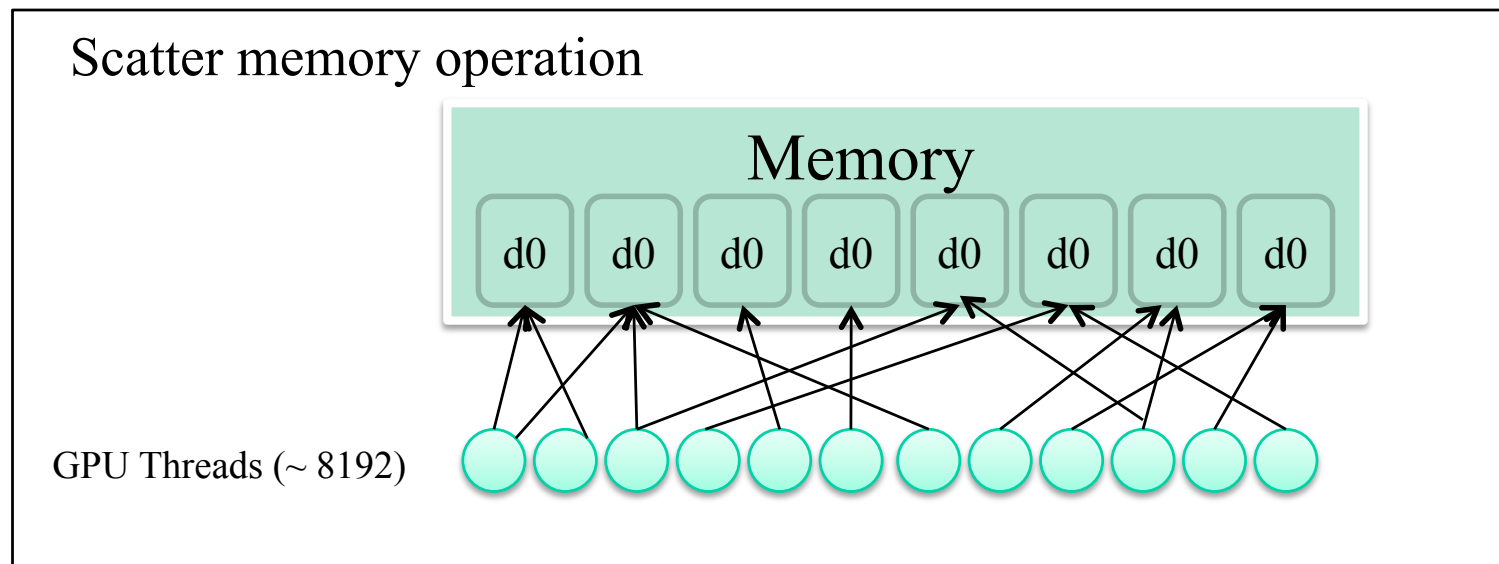 Scatter memory operation
Memory
d0 d0 d0 d0 d0 d0 d0 d0
GPU Threads (~ 8192)